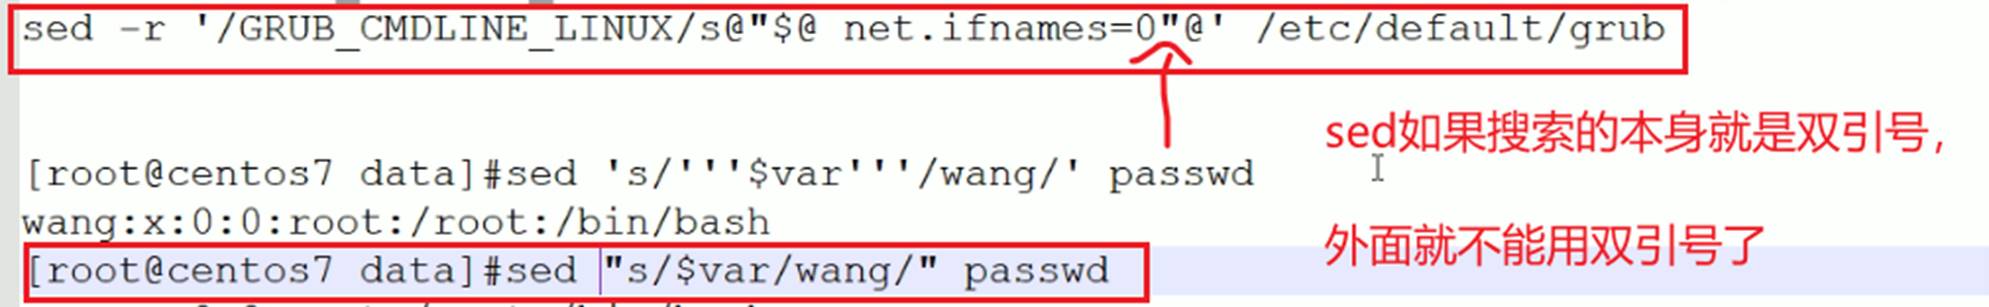 sed -r '/GRUB_CMDLINE_LINUX/s@"$@ net.ifnames=0"@' /etc/default/grub
sed如果搜索的本身就是双引号，
[root@centos7 data]#sed 's/'''$var'''/wang/' passwd
wang:x:0:0:root:/root:/bin/bash
外面就不能用双引号了
[root@centos7 data]#sed "s/$var/wang/" passwd